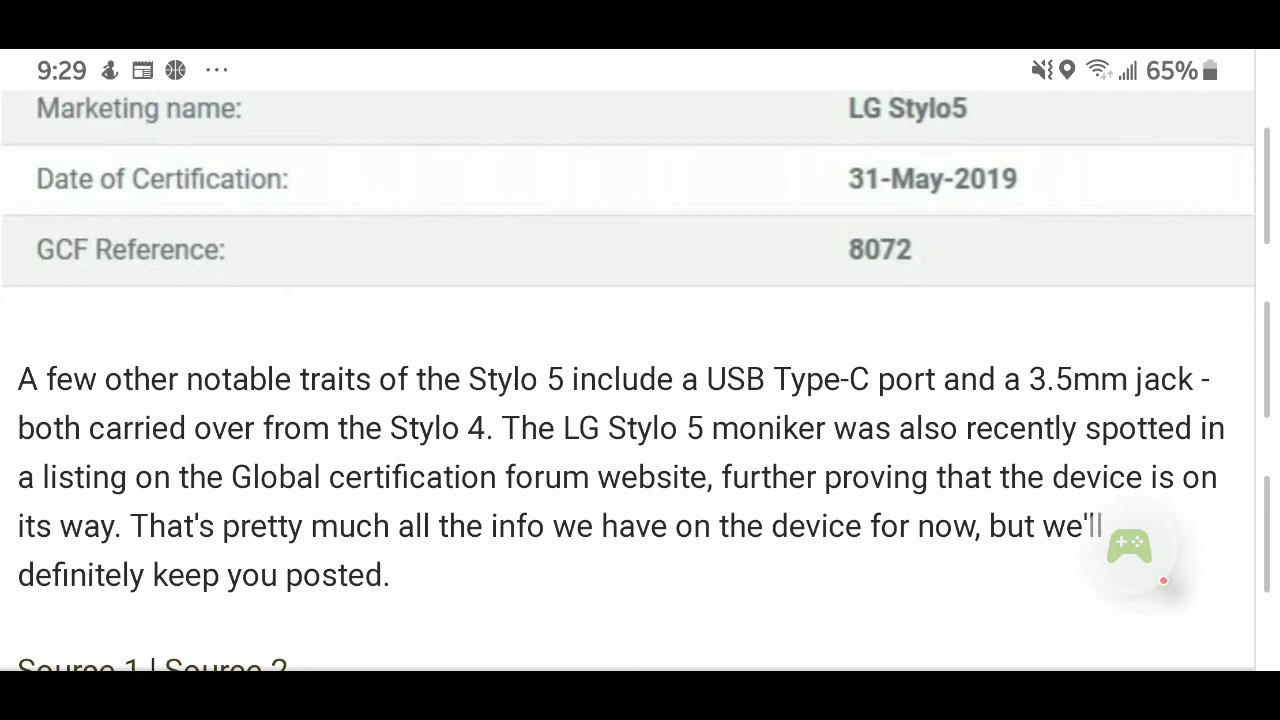 9:29 ... 65%
Marketing name: LG Stylo5
Date of Certification: 31-May-2019
GCF Reference: 8072
A few other notable traits of the Stylo 5 include a USB Type-C port and a 3.5mm jack -
both carried over from the Stylo 4. The LG Stylo 5 moniker was also recently spotted in
a listing on the Global certification forum website, further proving that the device is on
its way. That's pretty much all the info we have on the device for now, but we'll
definitely keep you posted.
Source 1 | Source 2